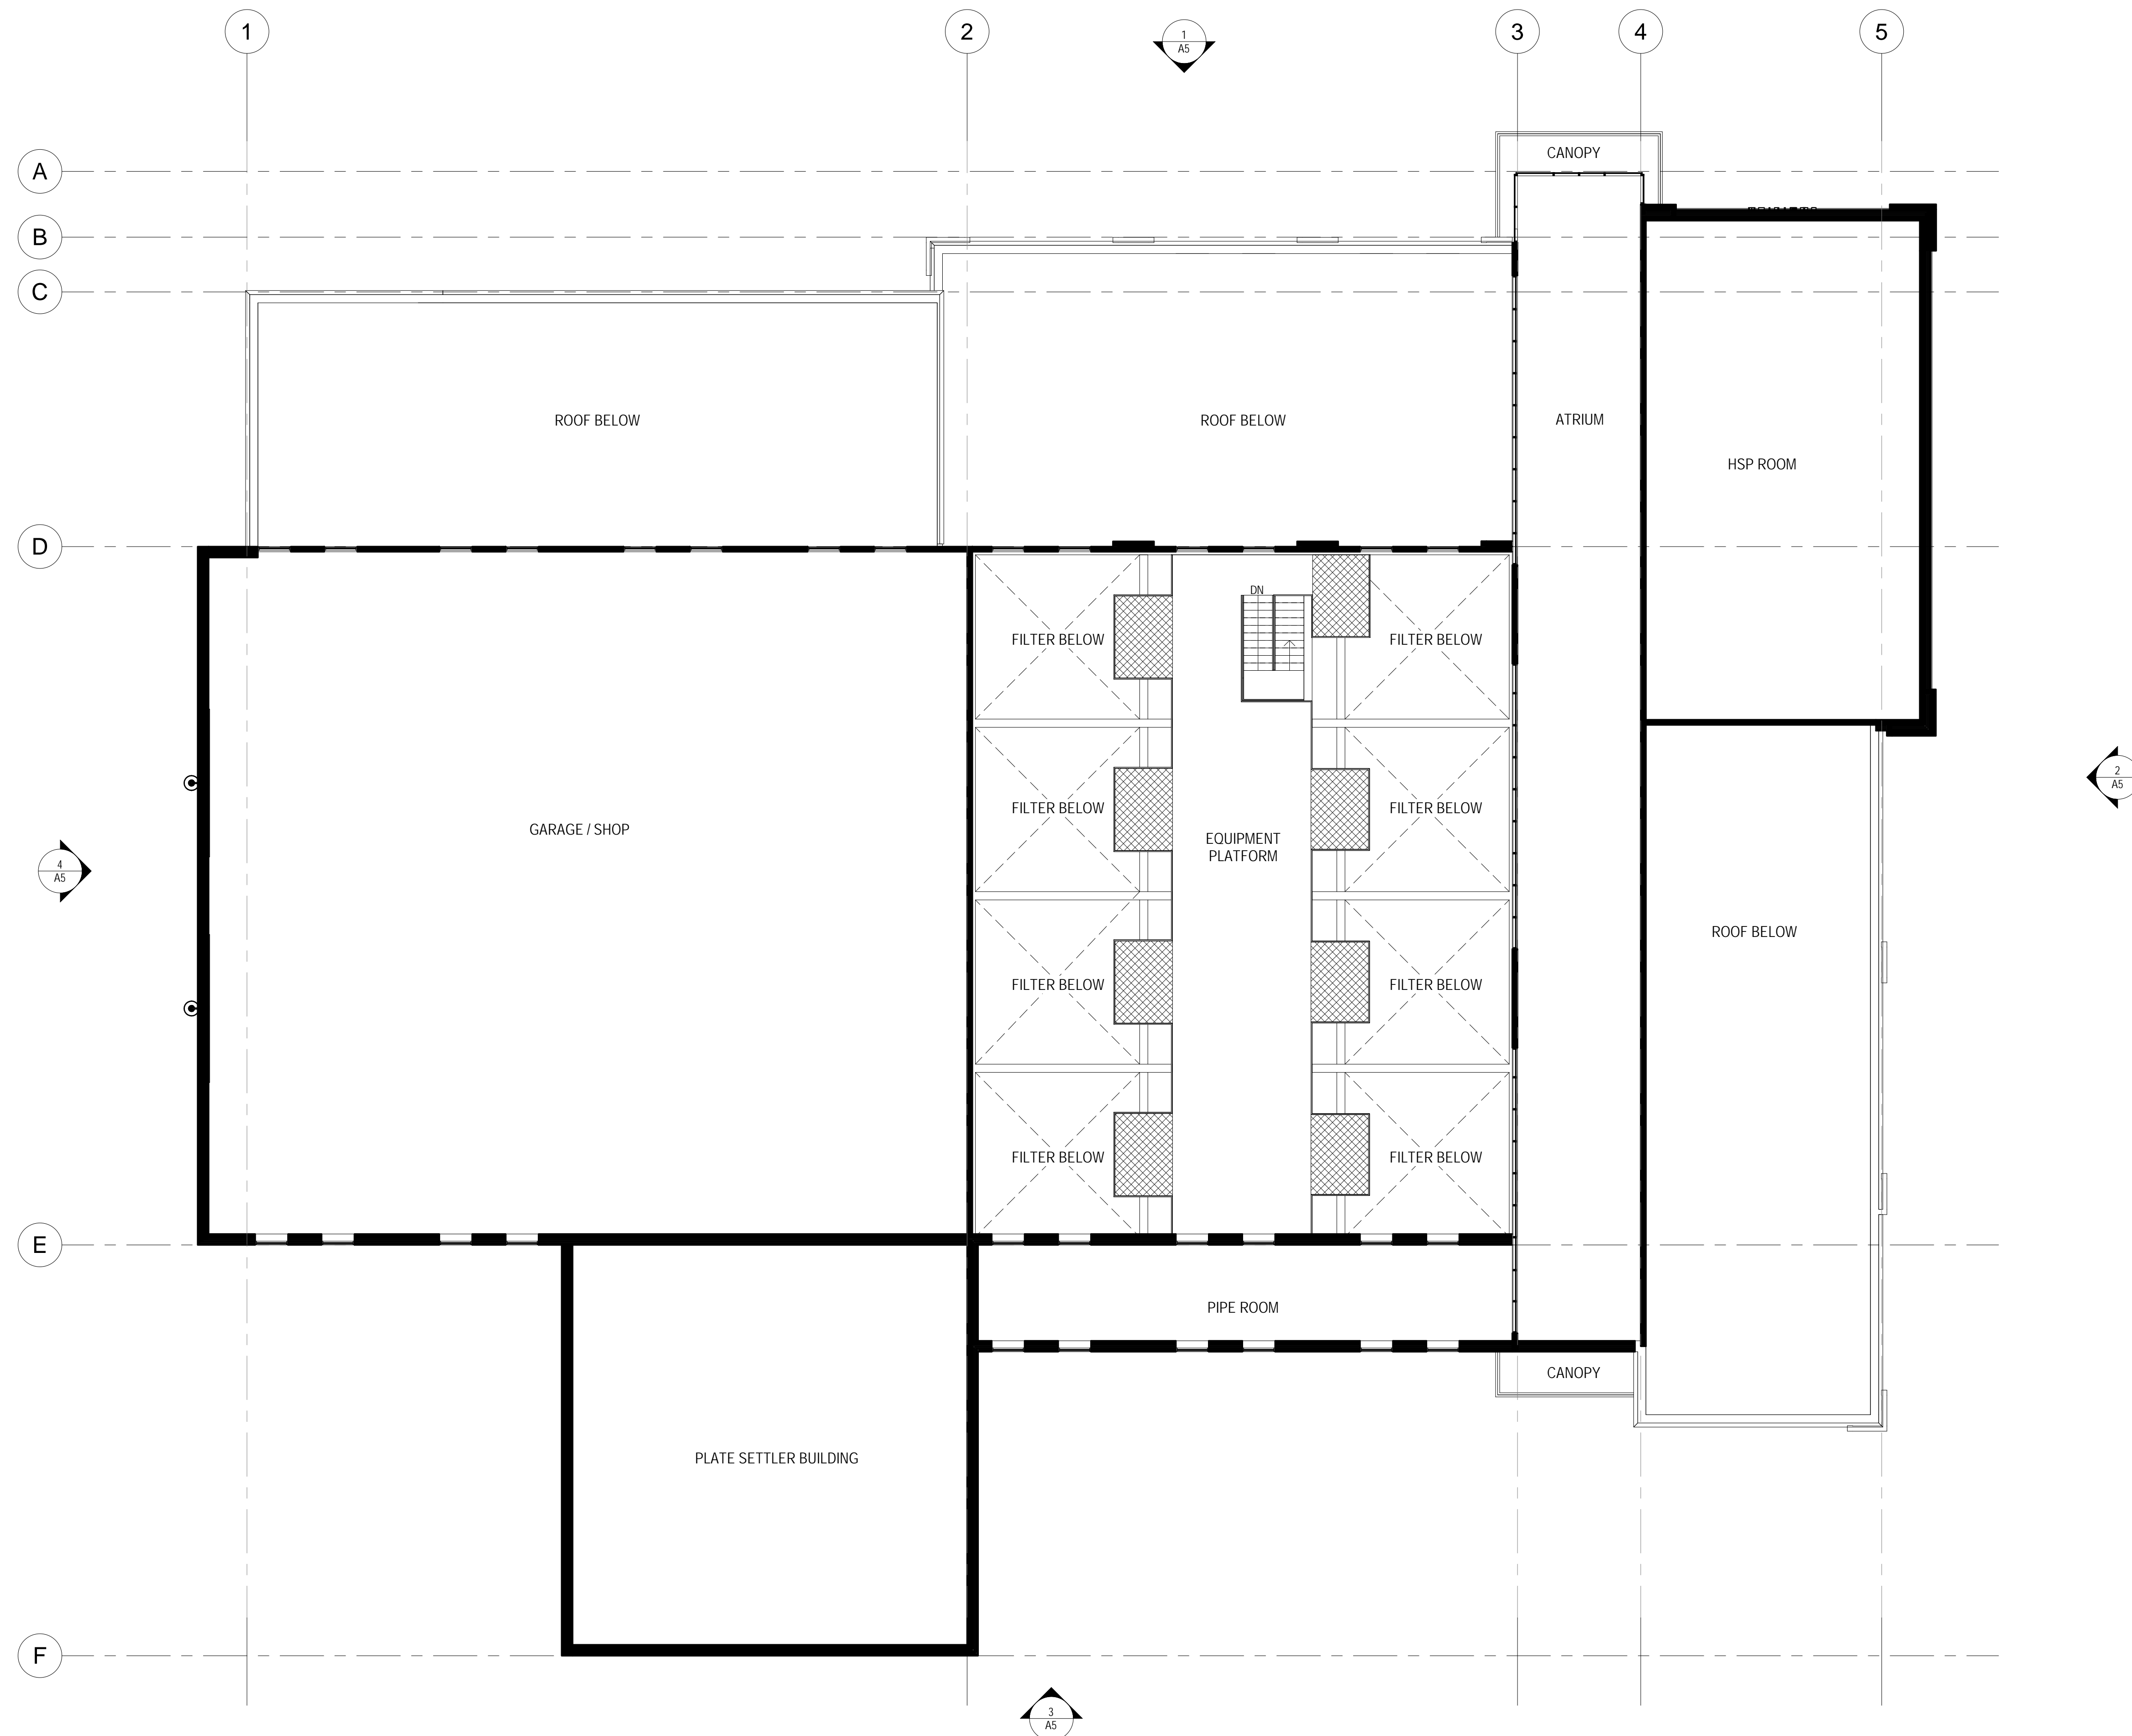 1
2
3
4
5
1
A5
A
CANOPY
B
C
ROOF BELOW
ROOF BELOW
ATRIUM
HSP ROOM
D
DN
FILTER BELOW
FILTER BELOW
2
A5
FILTER BELOW
FILTER BELOW
GARAGE / SHOP
EQUIPMENT
PLATFORM
4
A5
ROOF BELOW
FILTER BELOW
FILTER BELOW
FILTER BELOW
FILTER BELOW
E
PIPE ROOM
CANOPY
PLATE SETTLER BUILDING
F
3
A5